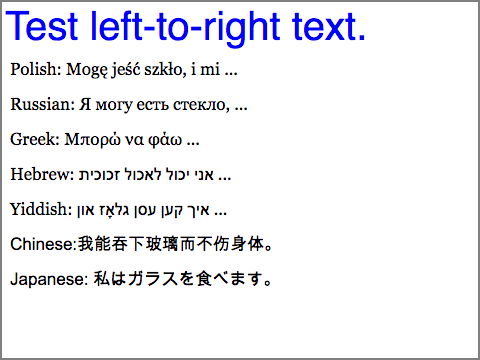 Test left-to-right text.
Polish: Mogę jeść szkło, i mi ...
Russian: Я могу есть стекло, ...
Greek: Μπορώ να φάω ...
Hebrew: אני יכול לאכול זכוכית ...
Yiddish: איך קען עסן גלאָז און ...
Chinese:我能吞下玻璃而不伤身体。
Japanese: 私はガラスを食べます。